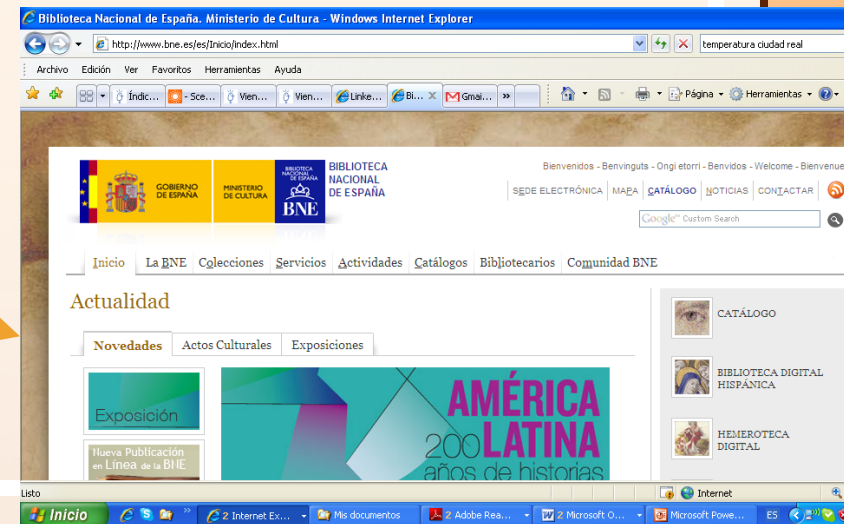 Biblioteca Nacional de España. Ministerio de Cultura - Windows Internet Explorer
http://www.bne.es/es/Inicio/index.html
temperatura ciudad real
Archivo Edición Ver Favoritos Herramientas Ayuda
Índic... - Sce... Vien... Vien... Linke... Bi... X Gmai... »
Página Herramientas
GOBIERNO
DE ESPAÑA
MINISTERIO
DE CULTURA
BIBLIOTECA
NACIONAL
DE ESPAÑA
BNE
BIBLIOTECA
NACIONAL
DE ESPAÑA
Bienvenidos - Benvinguts - Ongi etorri - Benvidos - Welcome - Bienvenue
SEDE ELECTRÓNICA MAPA CATÁLOGO NOTICIAS CONTACTAR
Google™ Custom Search
Inicio La BNE Colecciones Servicios Actividades Catálogos Bibliotecarios Comunidad BNE
Actualidad
Novedades Actos Culturales Exposiciones
Exposición
Nueva Publicación
en Línea de la BNE
AMÉRICA
200 LATINA
años de historias
CATÁLOGO
BIBLIOTECA DIGITAL
HISPÁNICA
HEMEROTECA
DIGITAL
Listo
Internet
Inicio » 2 Internet Ex... Mis documentos 2 Adobe Rea... 2 Microsoft O... Microsoft Powe... ES